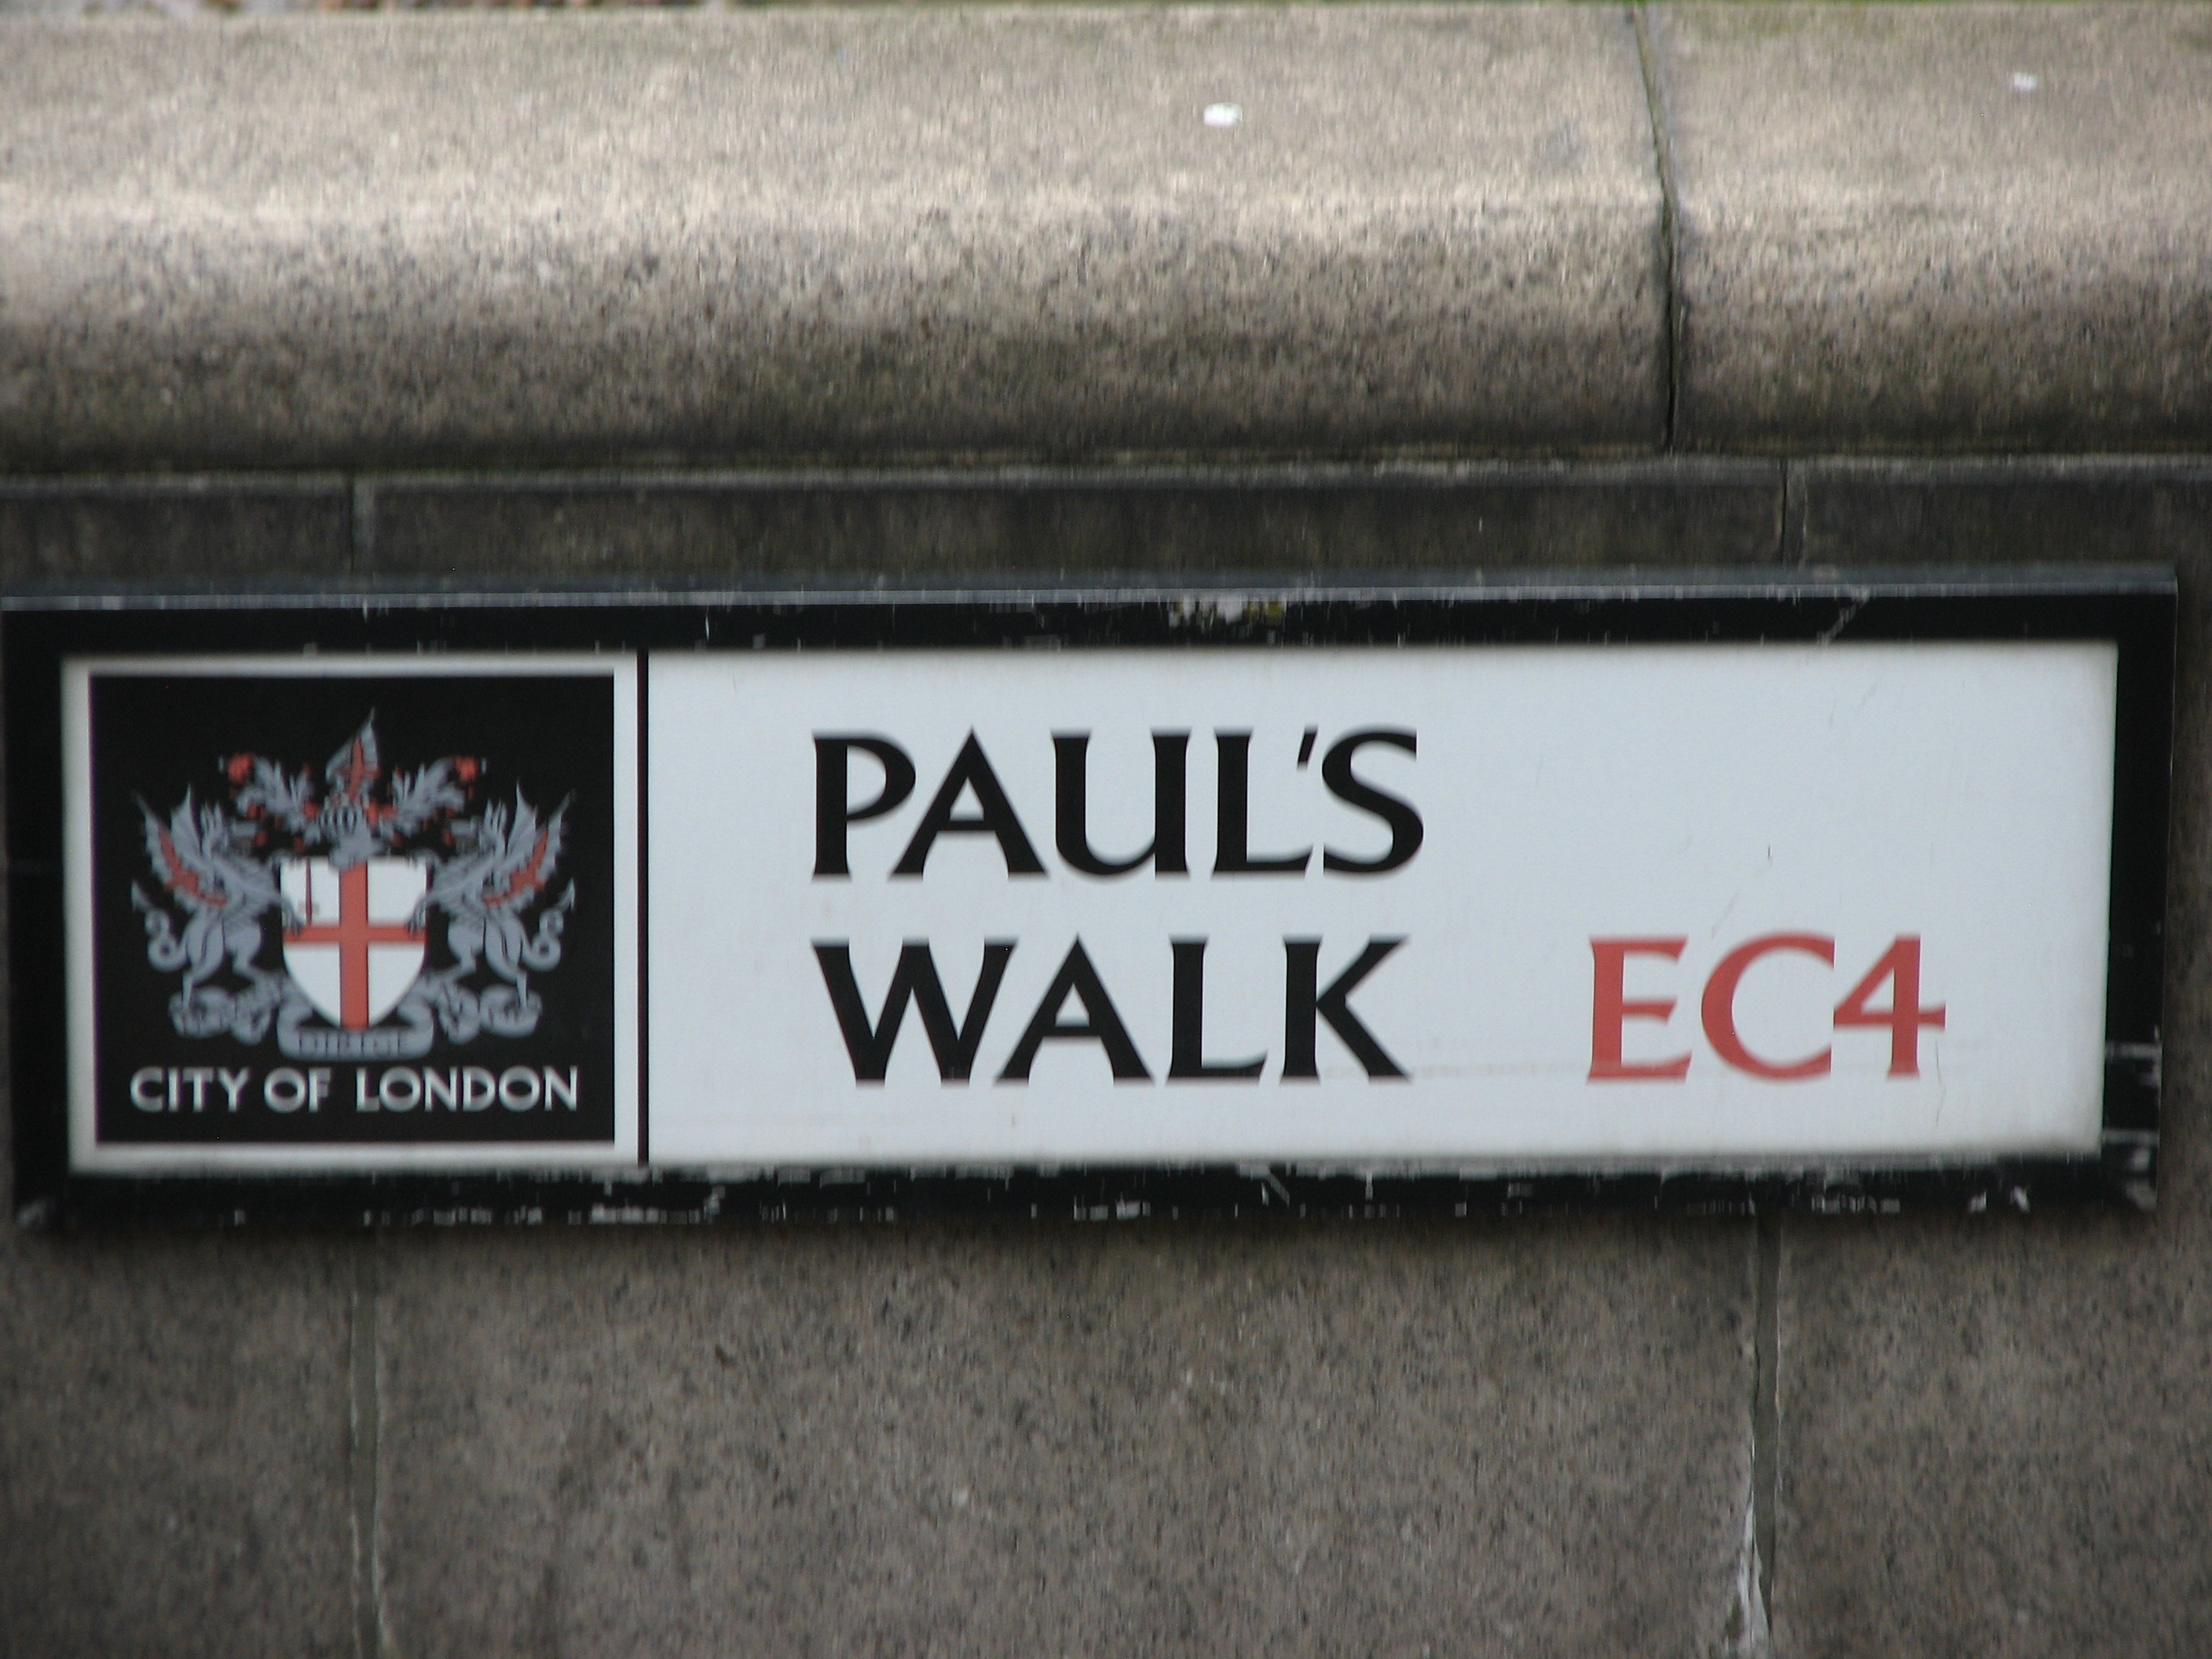 PAUL'S
WALK EC4
CITY OF LONDON